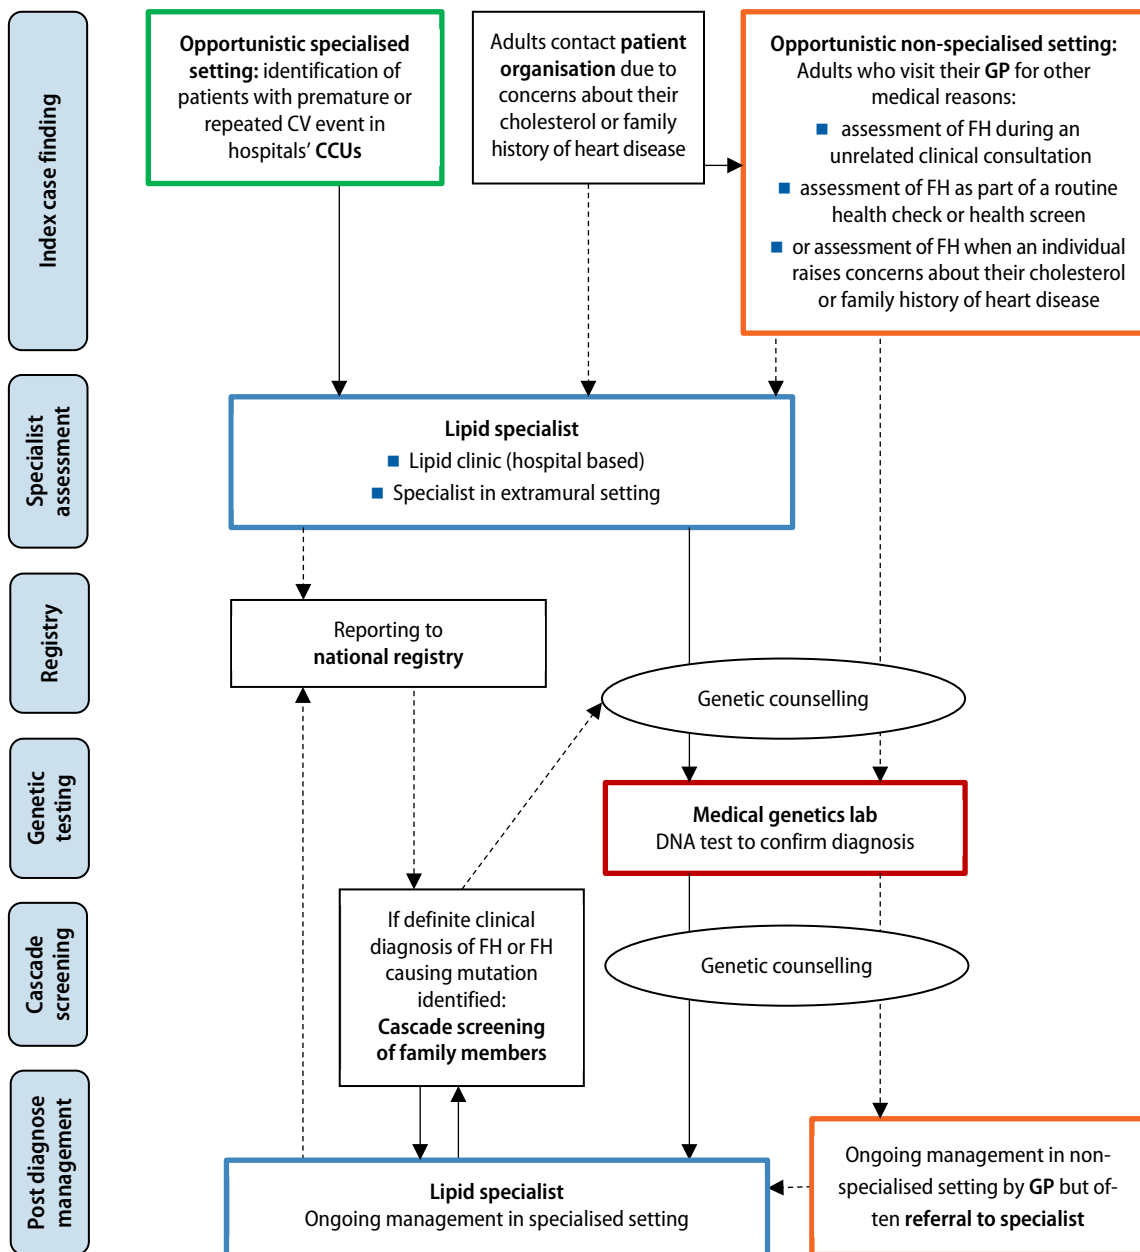 Index case finding
Opportunistic specialised
setting: identification of
patients with premature or
repeated CV event in
hospitals’ CCUs
Adults contact patient
organisation due to
concerns about their
cholesterol or family
history of heart disease
Opportunistic non-specialised setting:
Adults who visit their GP for other
medical reasons:
■ assessment of FH during an
unrelated clinical consultation
■ assessment of FH as part of a routine
health check or health screen
■ or assessment of FH when an individual
raises concerns about their cholesterol
or family history of heart disease
Specialist
assessment
Lipid specialist
■ Lipid clinic (hospital based)
■ Specialist in extramural setting
Registry
Reporting to
national registry
Genetic counselling
Genetic
testing
Medical genetics lab
DNA test to confirm diagnosis
Cascade
screening
If definite clinical
diagnosis of FH or FH
causing mutation
identified:
Cascade screening
of family members
Genetic counselling
Post diagnose
management
Lipid specialist
Ongoing management in specialised setting
Ongoing management in non-
specialised setting by GP but of-
ten referral to specialist